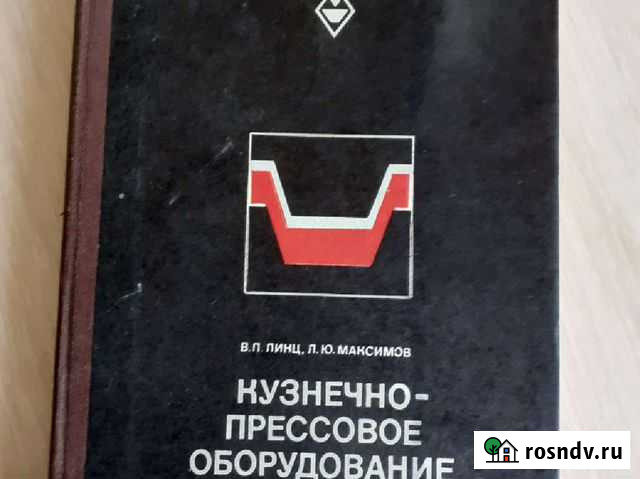 В.П. ЛИНЦ, Л.Ю. МАКСИМОВ
КУЗНЕЧНО-
ПРЕССОВОЕ
ОБОРУДОВАНИЕ
rosndv.ru